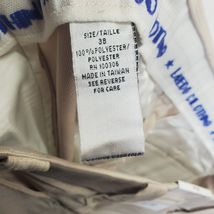 SIZE/TAILLE
38
100% POLYESTER/
POLYESTER
RN 100306
MADE IN TAIWAN
SEE REVERSE
FOR CARE